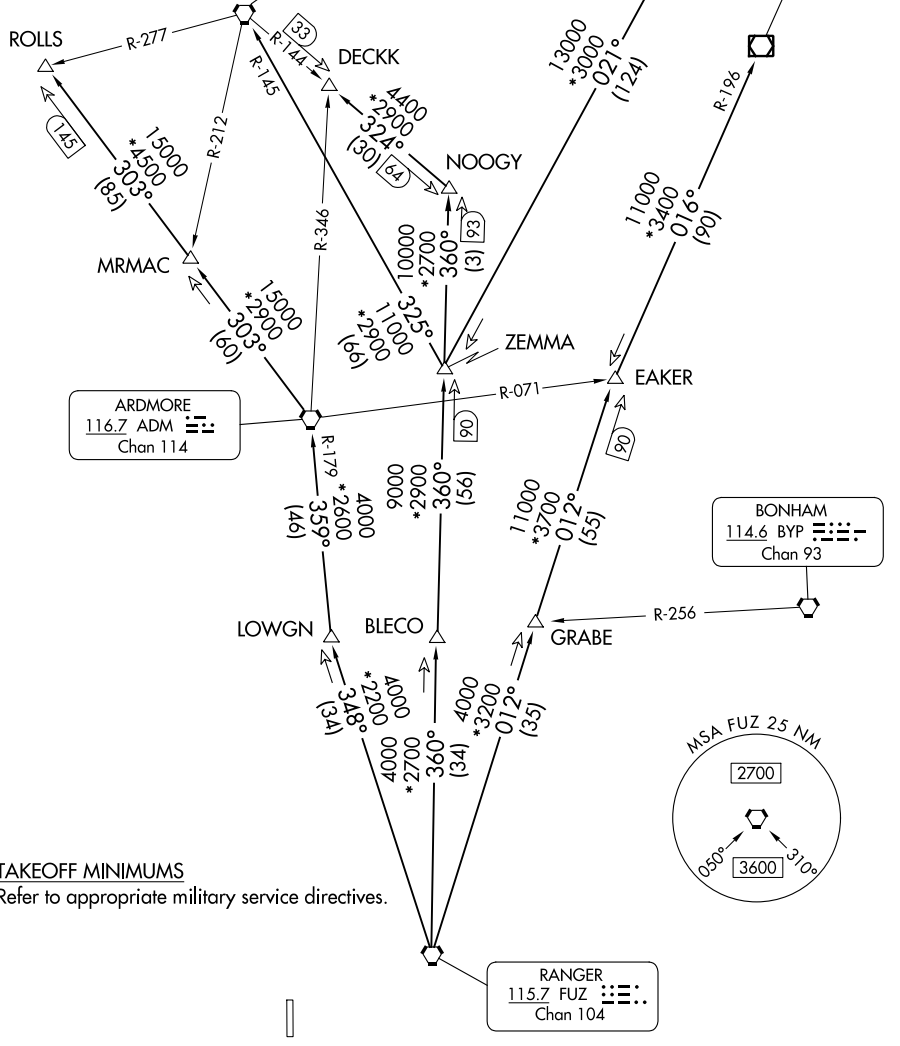 ROLLS
R-277
33
R-144
DECKK
R-145
13000
*3000
021°
(124)
R-196
145
15000
*4500
303°
(85)
R-212
4400
*2900
324°
(30)
64
NOOGY
93
R-346
10000
*2700
360°
(3)
11000
*3400
016°
(90)
MRMAC
15000
*2900
303°
(60)
325°
11000
*2900
(66)
ZEMMA
EAKER
R-071
ARDMORE
116.7 ADM
Chan 114
90
90
R-179
4000
*2600
359°
(46)
9000
*2900
360°
(56)
11000
*3700
012°
(55)
BONHAM
114.6 BYP
Chan 93
R-256
LOWGN
BLECO
GRABE
4000
*2200
348°
(34)
4000
*2700
360°
(34)
4000
*3200
012°
(35)
MSA FUZ 25 NM
2700
050°
310°
3600
TAKEOFF MINIMUMS
Refer to appropriate military service directives.
RANGER
115.7 FUZ
Chan 104